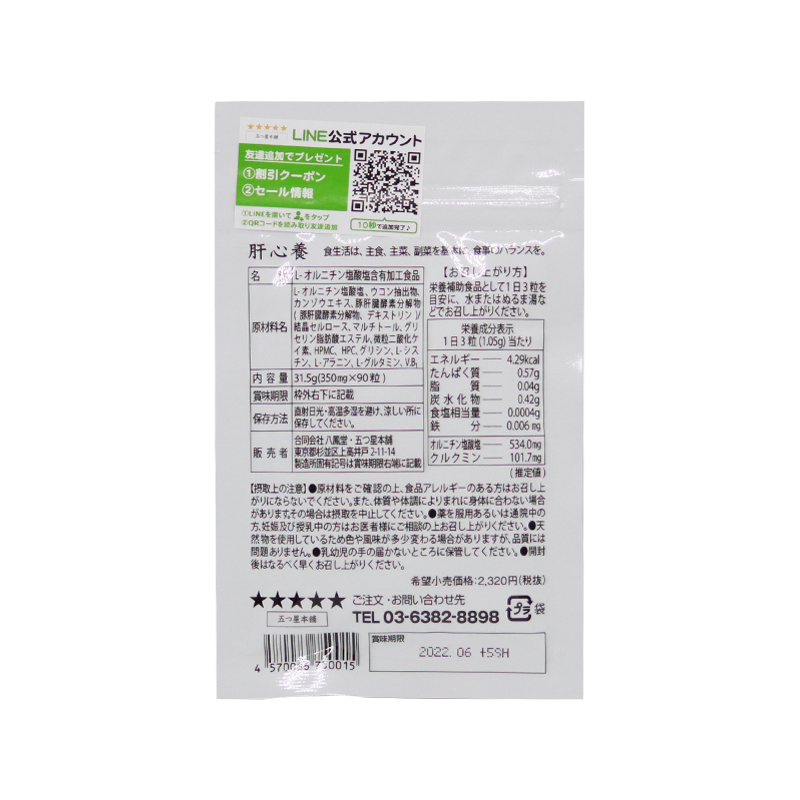 ★★★★★
五つ星本舗
LINE公式アカウント
友達追加でプレゼント
①割引クーポン
②セール情報
①LINEを開いて をタップ
②QRコードを読み取り友達追加
10秒で追加完了♪
肝心養
食生活は、主食、主菜、副菜を基本に、食事のバランスを。
名
L-オルニチン塩酸塩含有加工食品
原材料名
L-オルニチン塩酸塩、ウコン抽出物、
カンゾウエキス、豚肝臓酵素分解物
(豚肝臓酵素分解物、デキストリン)/
結晶セルロース、マルチトール、グリ
セリン脂肪酸エステル、微粒二酸化ケ
イ素、HPMC、HPC、グリシン、L-シス
チン、L-アラニン、L-グルタミン、V.B₁
内容量
31.5g(350mg×90粒)
賞味期限
枠外右下に記載
保存方法
直射日光・高温多湿を避け、涼しい所に
保存してください。
販売者
合同会社 八鳳堂・五つ星本舗
東京都杉並区上高井戸2-11-14
製造所固有記号は賞味期限右端に記載
【お召し上がり方】
栄養補助食品として1日3粒を
目安に、水またはぬるま湯な
どでお召し上がりください。
栄養成分表示
1日3粒(1.05g)当たり
エネルギー 4.29kcal
たんぱく質 0.57g
脂質 0.04g
炭水化物 0.42g
食塩相当量 0.0004g
鉄分 0.006mg
オルニチン塩酸塩 534.0mg
クルクミン 101.7mg
(推定値)
【摂取上の注意】●原材料をご確認の上、食品アレルギーのある方はお召し上
がりにならないでください。また、体質や体調によりまれに身体に合わない場合
があります。その場合は摂取を中止してください。●薬を服用あるいは通院中の
方、妊娠及び授乳中の方はお医者様にご相談の上お召し上がりください。●天
然物を使用しているため色や風味が多少変わる場合がありますが、品質には
問題ありません。●乳幼児の手の届かないところに保管してください。●開封
後はなるべく早くお召し上がりください。
希望小売価格:2,320円(税抜)
★★★★★
五つ星本舗
ご注文・お問い合わせ先
TEL 03-6382-8898
プラ
袋
賞味期限
2022.06 +59H